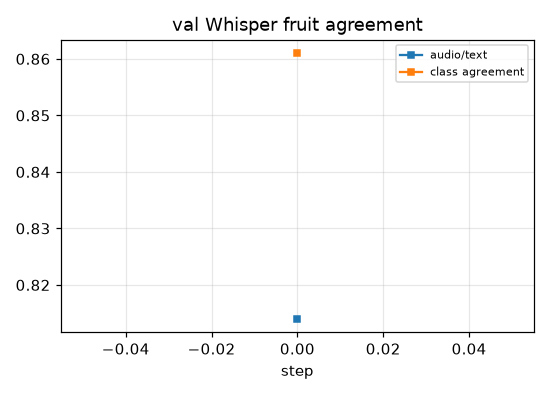 val Whisper fruit agreement
audio/text
class agreement
0.86
0.85
0.84
0.83
0.82
−0.04 −0.02 0.00 0.02 0.04
step